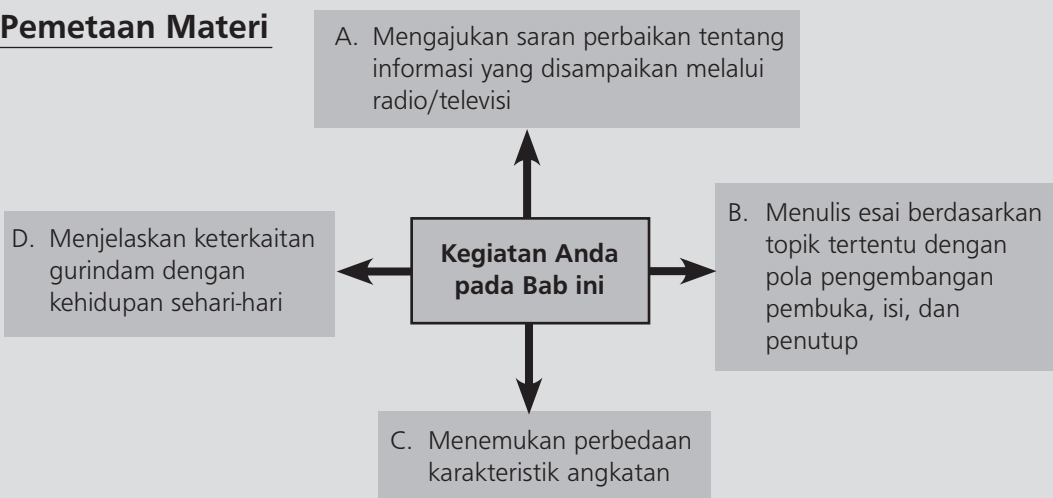 Pemetaan Materi
A. Mengajukan saran perbaikan tentang
informasi yang disampaikan melalui
radio/televisi
Kegiatan Anda
pada Bab ini
B. Menulis esai berdasarkan
topik tertentu dengan
pola pengembangan
pembuka, isi, dan
penutup
C. Menemukan perbedaan
karakteristik angkatan
D. Menjelaskan keterkaitan
gurindam dengan
kehidupan sehari-hari